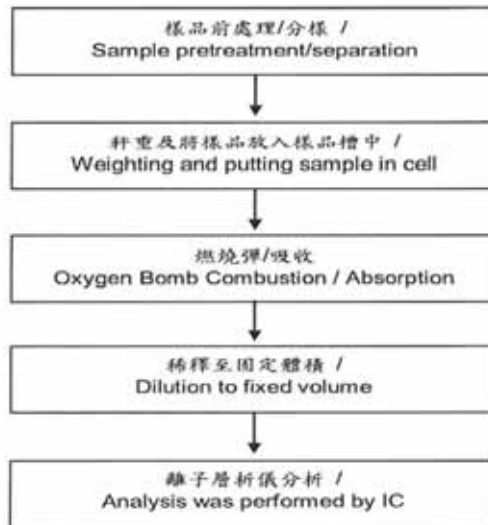 樣品前處理/分樣 /
Sample pretreatment/separation
秤重及將樣品放入樣品槽中 /
Weighting and putting sample in cell
燃燒彈/吸收
Oxygen Bomb Combustion / Absorption
稀釋至固定體積 /
Dilution to fixed volume
離子層析儀分析 /
Analysis was performed by IC